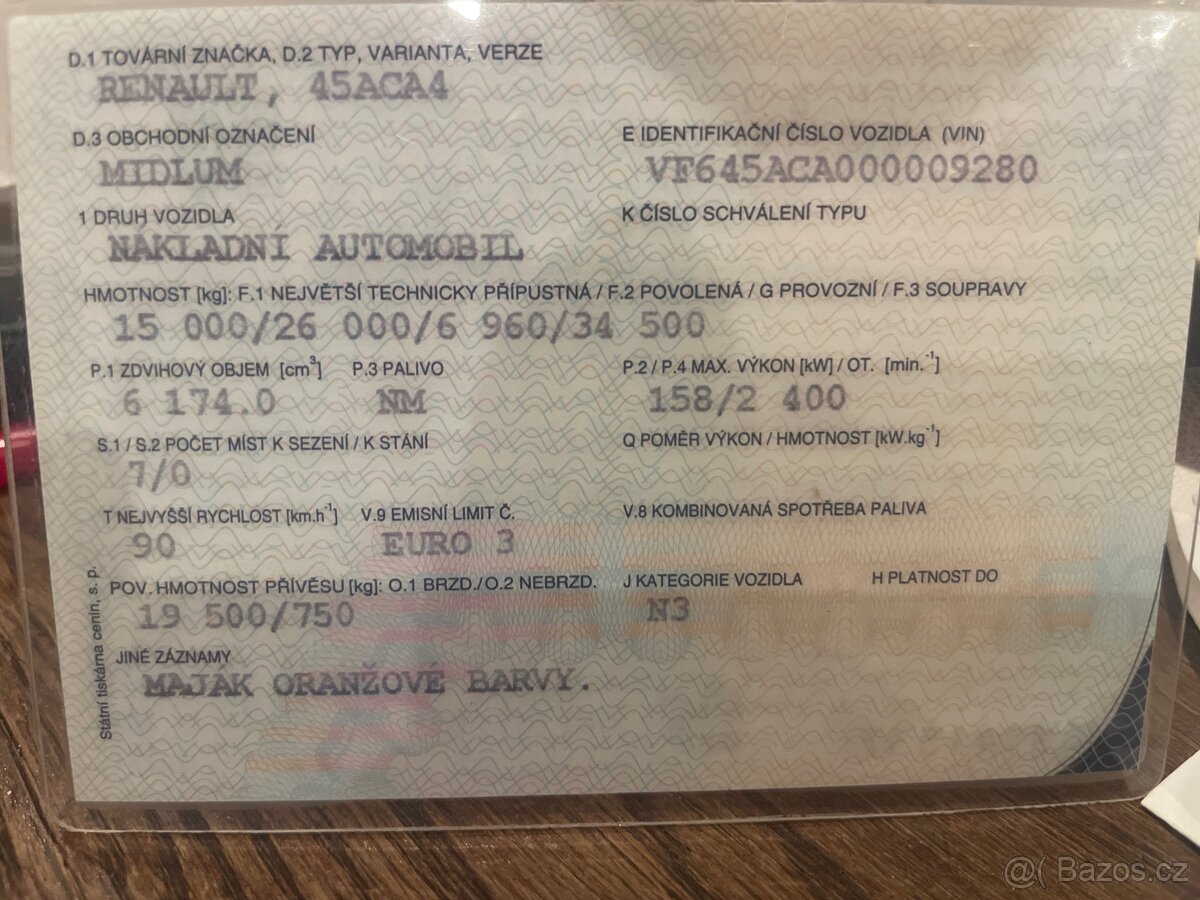 D.1 TOVÁRNÍ ZNAČKA, D.2 TYP, VARIANTA, VERZE
RENAULT, 45ACA4
D.3 OBCHODNÍ OZNAČENÍ
MIDLUM
E IDENTIFIKAČNÍ ČÍSLO VOZIDLA (VIN)
VF645ACA000009280
1 DRUH VOZIDLA
NÁKLADNÍ AUTOMOBIL
K ČÍSLO SCHVÁLENÍ TYPU
HMOTNOST [kg]: F.1 NEJVĚTŠÍ TECHNICKY PŘÍPUSTNÁ / F.2 POVOLENÁ / G PROVOZNÍ / F.3 SOUPRAVY
15 000/26 000/6 960/34 500
P.1 ZDVIHOVÝ OBJEM [cm³] P.3 PALIVO
6 174.0 NM
P.2 / P.4 MAX. VÝKON [kW] / OT. [min.⁻¹]
158/2 400
S.1 / S.2 POČET MÍST K SEZENÍ / K STÁNÍ
7/0
Q POMĚR VÝKON / HMOTNOST [kW.kg⁻¹]
T NEJVYŠŠÍ RYCHLOST [km.h⁻¹] V.9 EMISNÍ LIMIT Č.
90 EURO 3
V.8 KOMBINOVANÁ SPOTŘEBA PALIVA
POV. HMOTNOST PŘÍVĚSU [kg]: O.1 BRZD./O.2 NEBRZD.
19 500/750
J KATEGORIE VOZIDLA H PLATNOST DO
N3
JINÉ ZÁZNAMY
MAJÁK ORANŽOVÉ BARVY.
Státní tiskárna cenin, s. p.
@( Bazos.cz